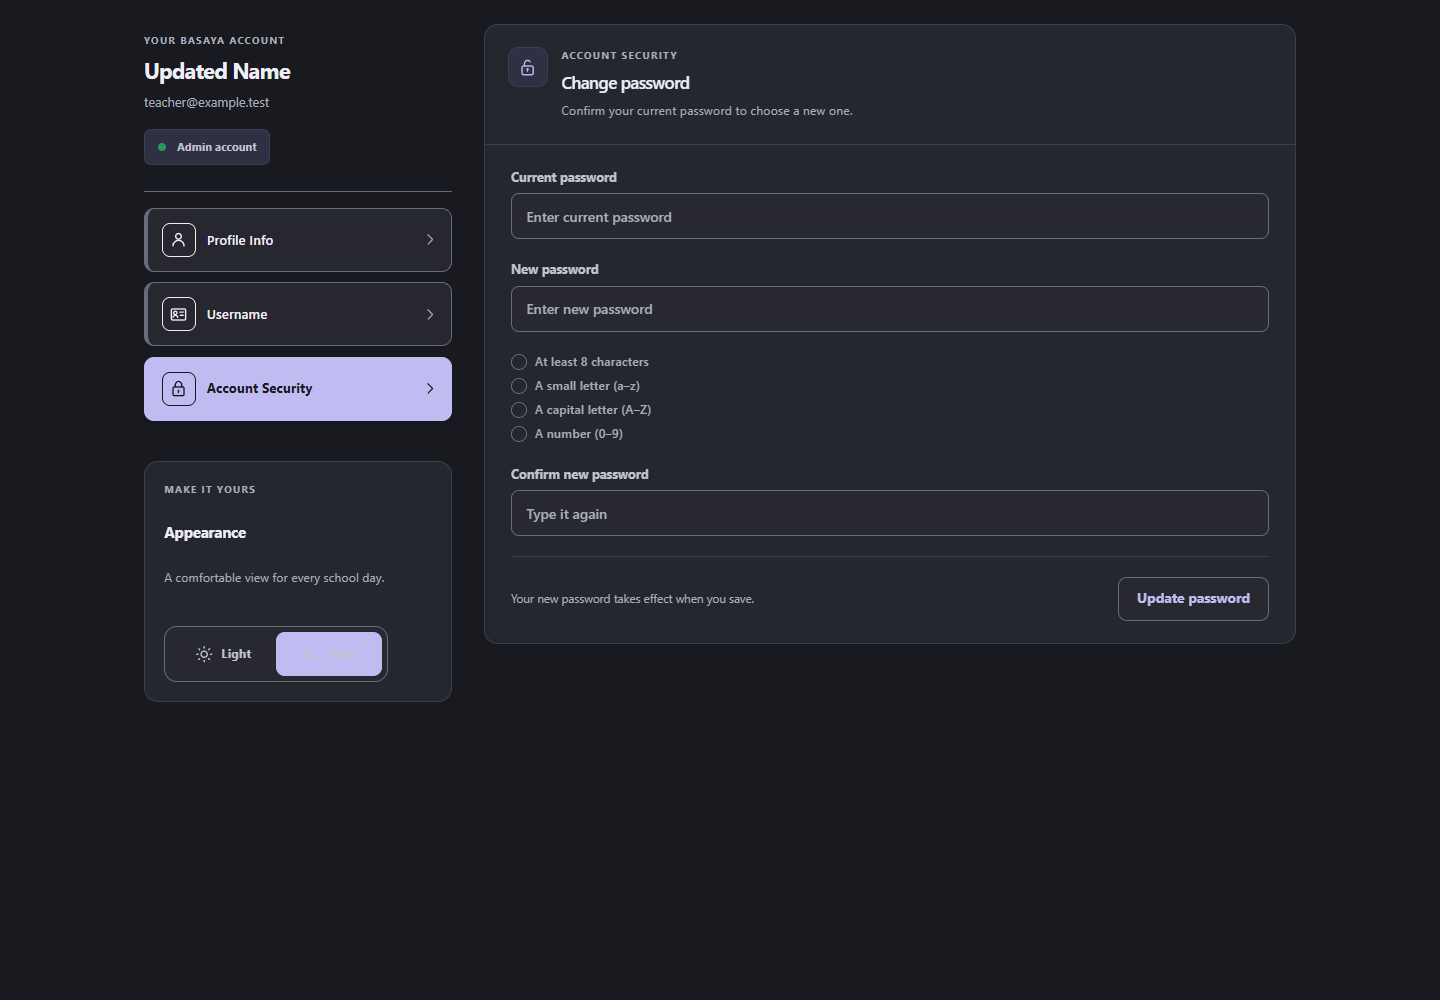 YOUR BASAYA ACCOUNT
Updated Name
teacher@example.test
Admin account
Profile Info
Username
Account Security
MAKE IT YOURS
Appearance
A comfortable view for every school day.
Light
ACCOUNT SECURITY
Change password
Confirm your current password to choose a new one.
Current password
Enter current password
New password
Enter new password
At least 8 characters
A small letter (a–z)
A capital letter (A–Z)
A number (0–9)
Confirm new password
Type it again
Your new password takes effect when you save.
Update password